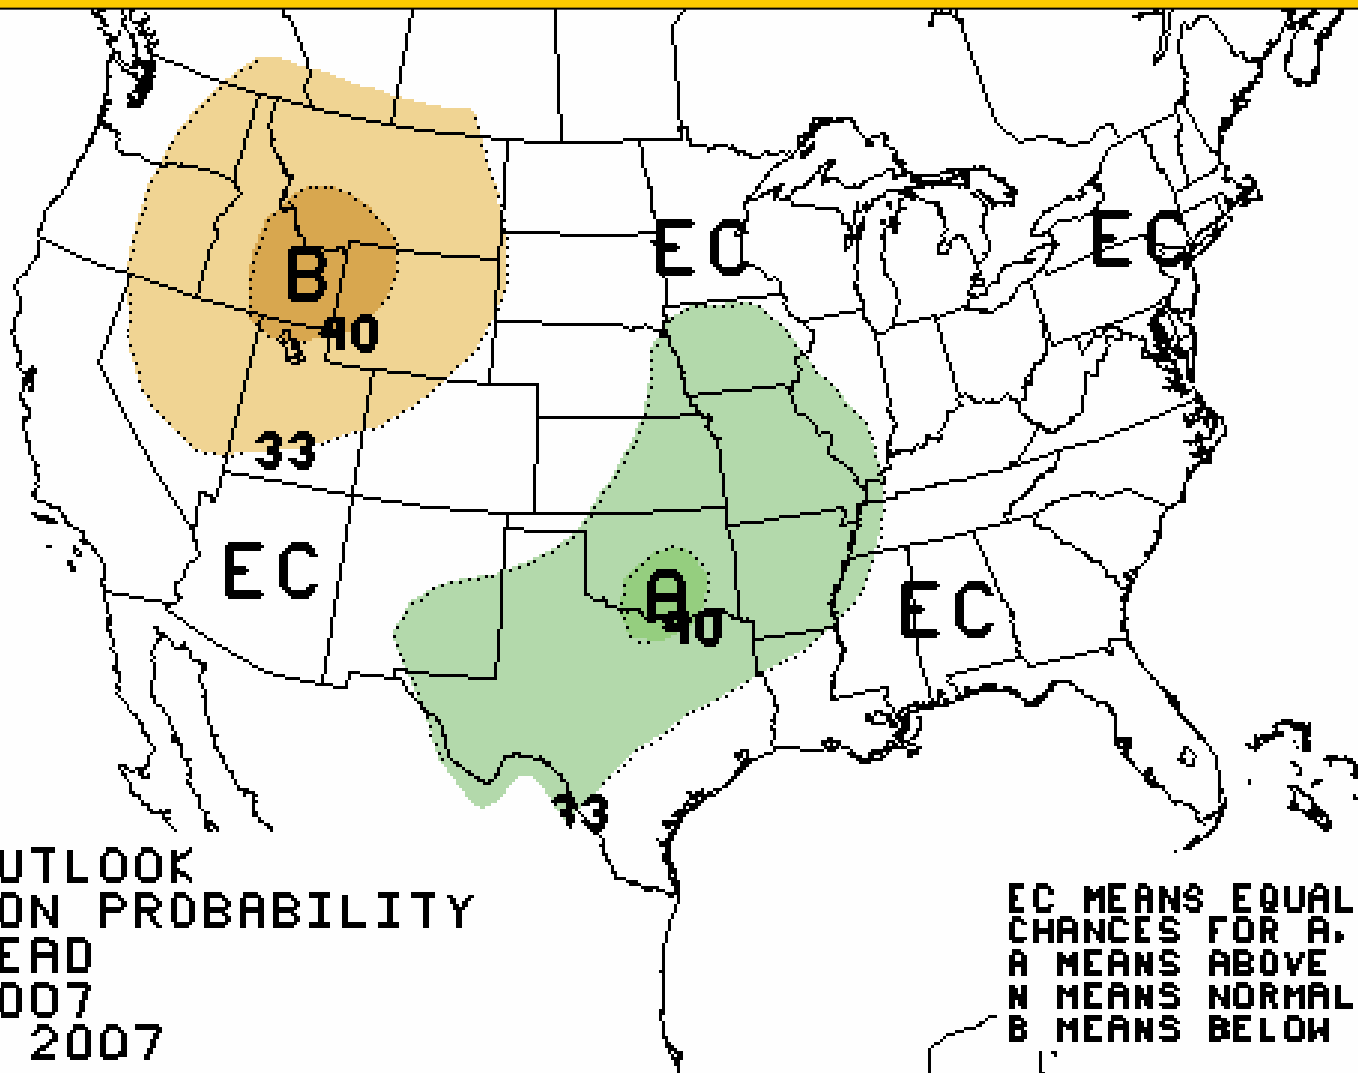 EC
EC
B
40
33
EC
A
40
EC
33
UTLOOK
ON PROBABILITY
EAD
007
2007
EC MEANS EQUAL
CHANCES FOR A,
A MEANS ABOVE
N MEANS NORMAL
B MEANS BELOW